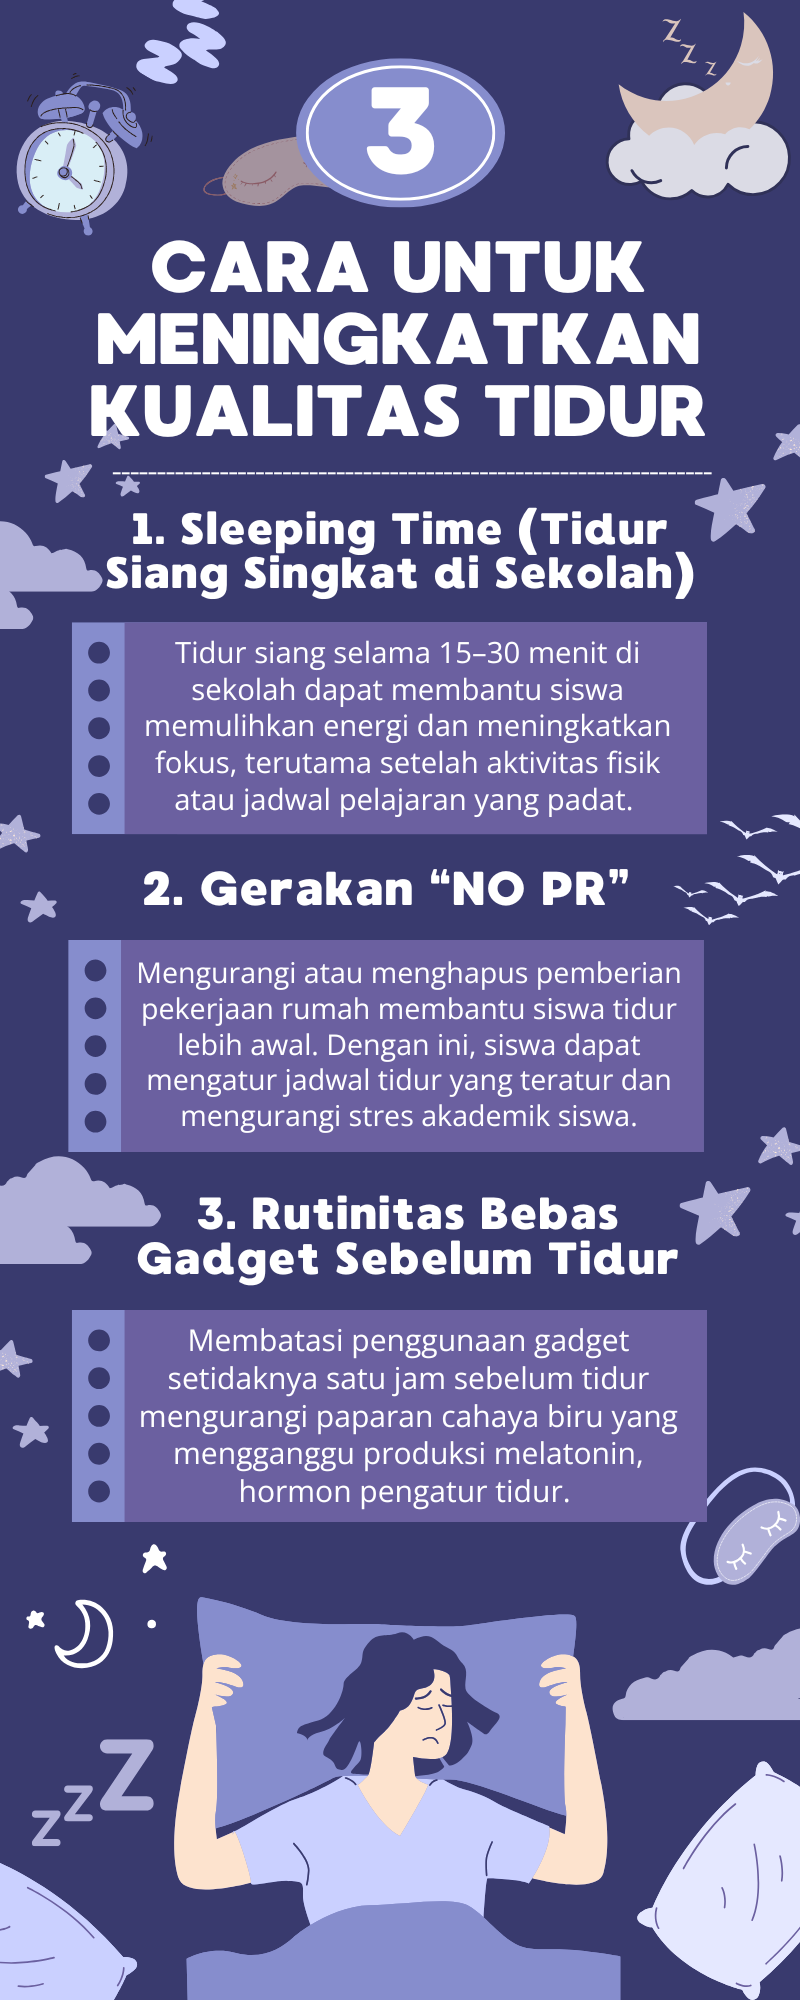 Z
Z
Z
3
CARA UNTUK
MENINGKATKAN
KUALITAS TIDUR
1. Sleeping Time (Tidur
Siang Singkat di Sekolah)
Tidur siang selama 15–30 menit di
sekolah dapat membantu siswa
memulihkan energi dan meningkatkan
fokus, terutama setelah aktivitas fisik
atau jadwal pelajaran yang padat.
2. Gerakan “NO PR”
Mengurangi atau menghapus pemberian
pekerjaan rumah membantu siswa tidur
lebih awal. Dengan ini, siswa dapat
mengatur jadwal tidur yang teratur dan
mengurangi stres akademik siswa.
3. Rutinitas Bebas
Gadget Sebelum Tidur
Membatasi penggunaan gadget
setidaknya satu jam sebelum tidur
mengurangi paparan cahaya biru yang
mengganggu produksi melatonin,
hormon pengatur tidur.
z z Z